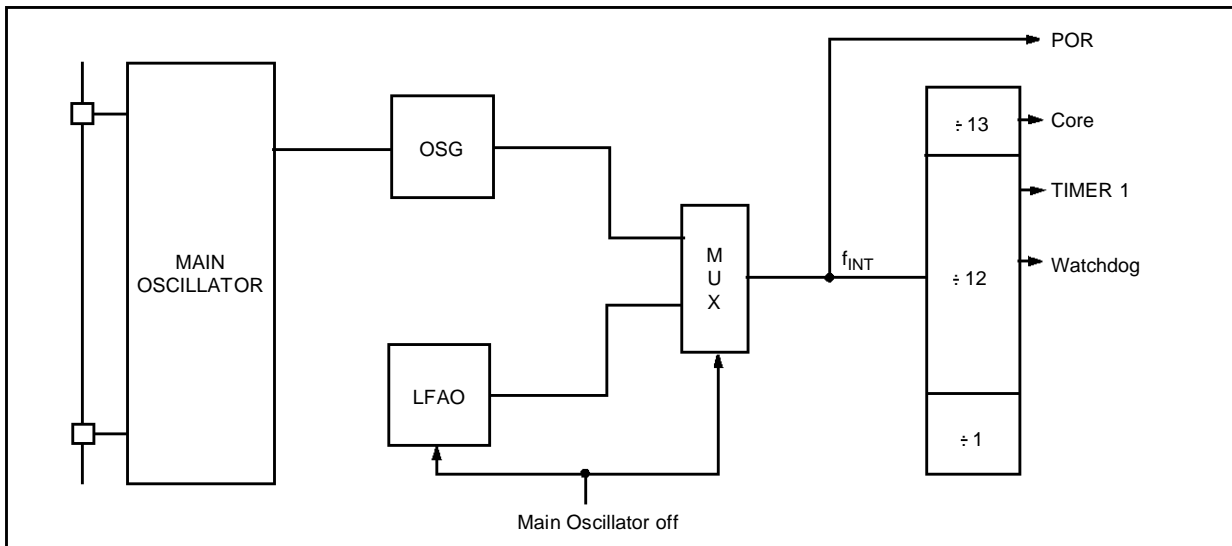 POR
÷ 13
Core
OSG
TIMER 1
MAIN
OSCILLATOR
M
U
X
fINT
÷ 12
Watchdog
LFAO
÷ 1
Main Oscillator off